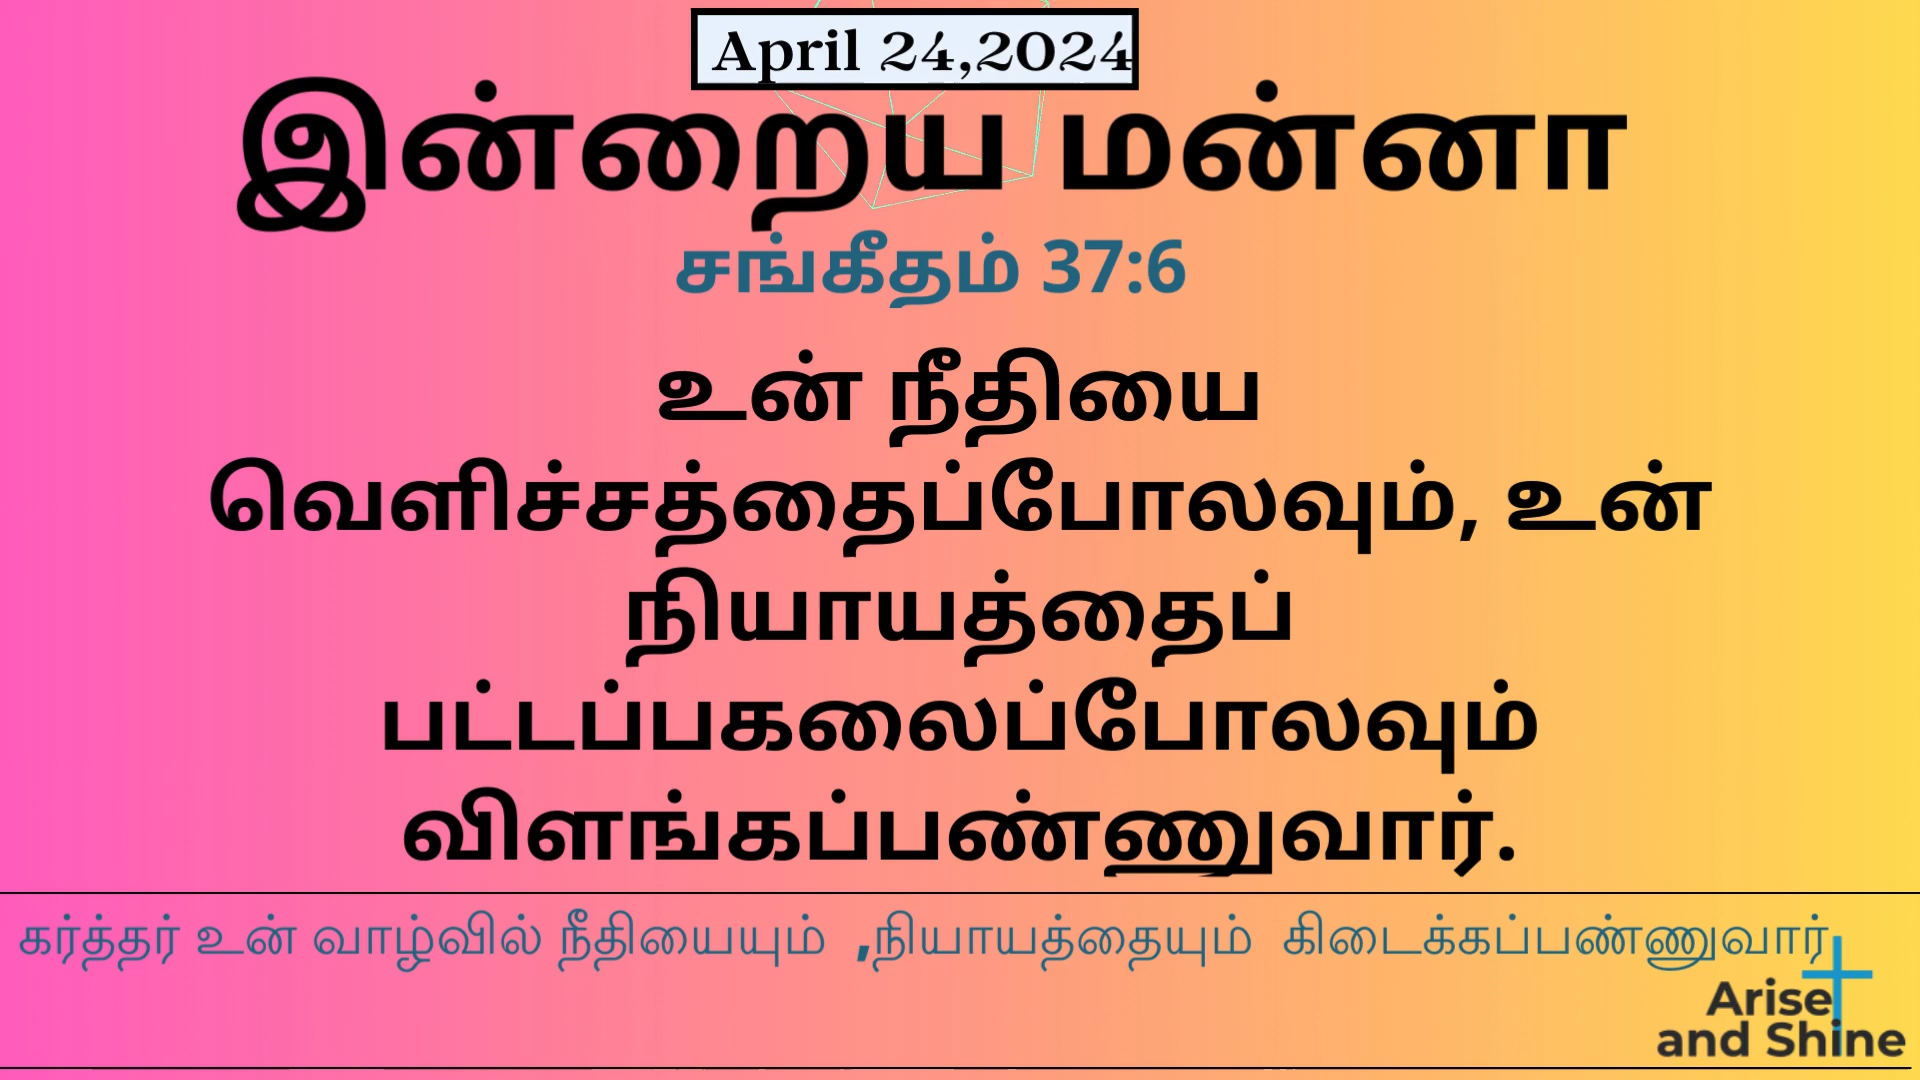 April 24,2024
இன்றைய மன்னா
சங்கீதம் 37:6
உன் நீதியை
வெளிச்சத்தைப்போலவும், உன்
நியாயத்தைப்
பட்டப்பகலைப்போலவும்
விளங்கப்பண்ணுவார்.
கர்த்தர் உன் வாழ்வில் நீதியையும் ,நியாயத்தையும் கிடைக்கப்பண்ணுவார்
Arise
and Shine